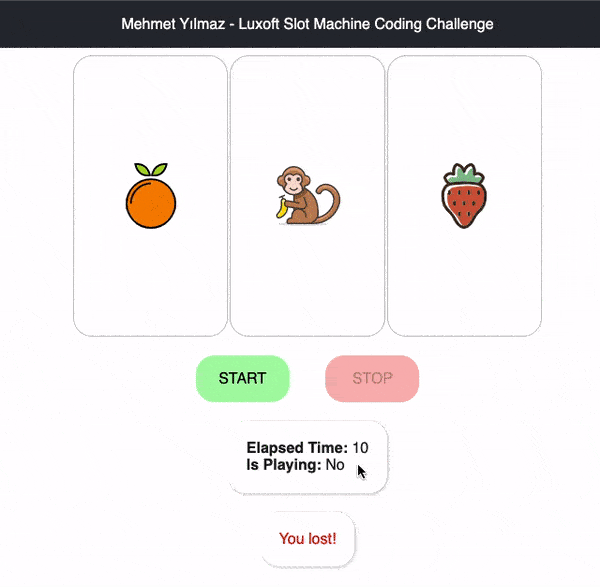 Mehmet Yılmaz - Luxoft Slot Machine Coding Challenge
START
STOP
Elapsed Time: 10
Is Playing: No
You lost!